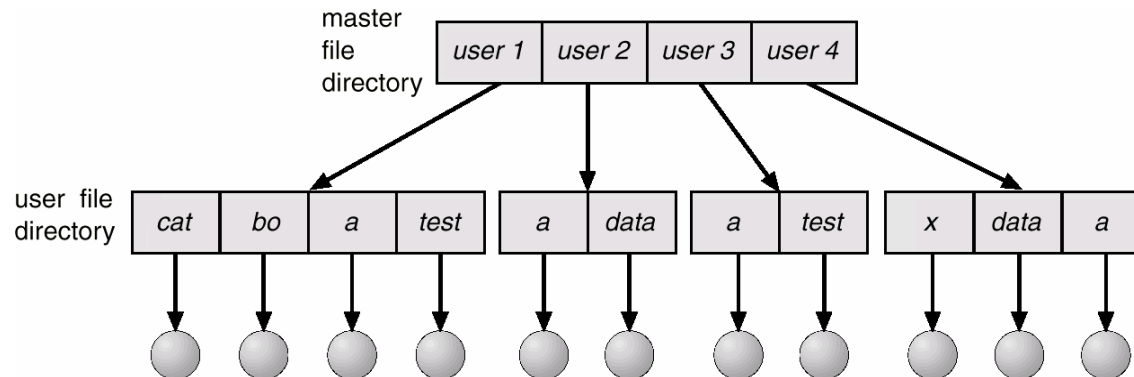 master
file
directory
user 1 user 2 user 3 user 4
user file
directory
cat bo a test a data a test x data a